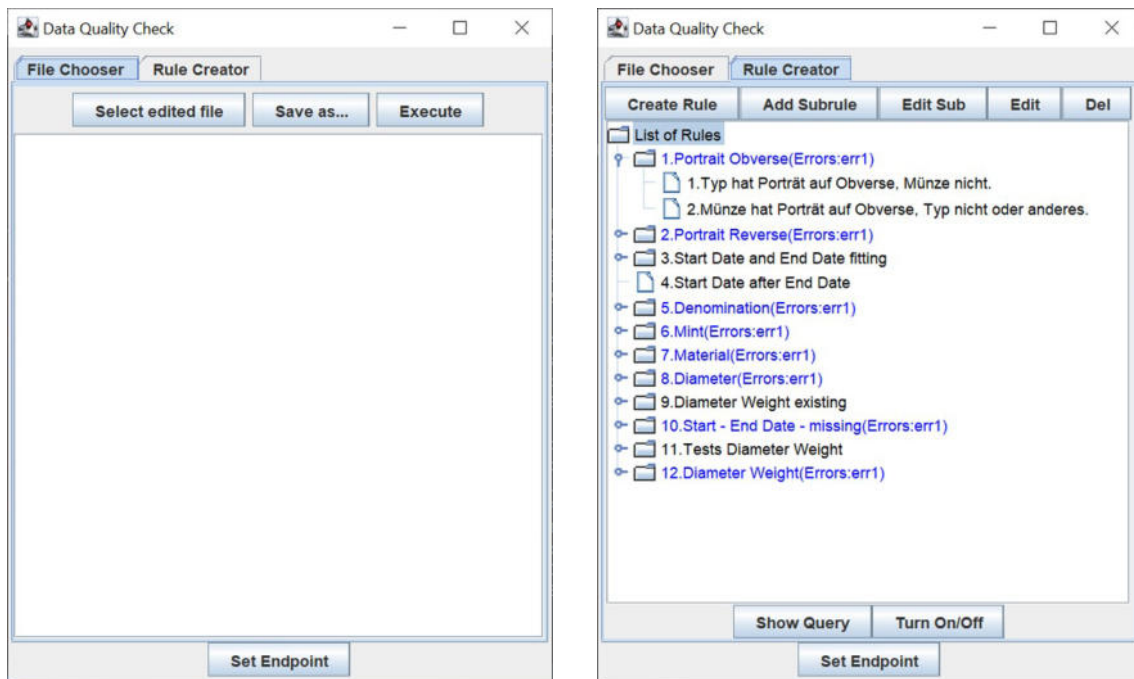 Data Quality Check
File Chooser Rule Creator
Select edited file Save as... Execute
Set Endpoint
Data Quality Check
File Chooser Rule Creator
Create Rule Add Subrule Edit Sub Edit Del
List of Rules
1.Portrait Obverse(Errors:err1)
1.Typ hat Porträt auf Obverse, Münze nicht.
2.Münze hat Porträt auf Obverse, Typ nicht oder anderes.
2.Portrait Reverse(Errors:err1)
3.Start Date and End Date fitting
4.Start Date after End Date
5.Denomination(Errors:err1)
6.Mint(Errors:err1)
7.Material(Errors:err1)
8.Diameter(Errors:err1)
9.Diameter Weight existing
10.Start - End Date - missing(Errors:err1)
11.Tests Diameter Weight
12.Diameter Weight(Errors:err1)
Show Query Turn On/Off
Set Endpoint